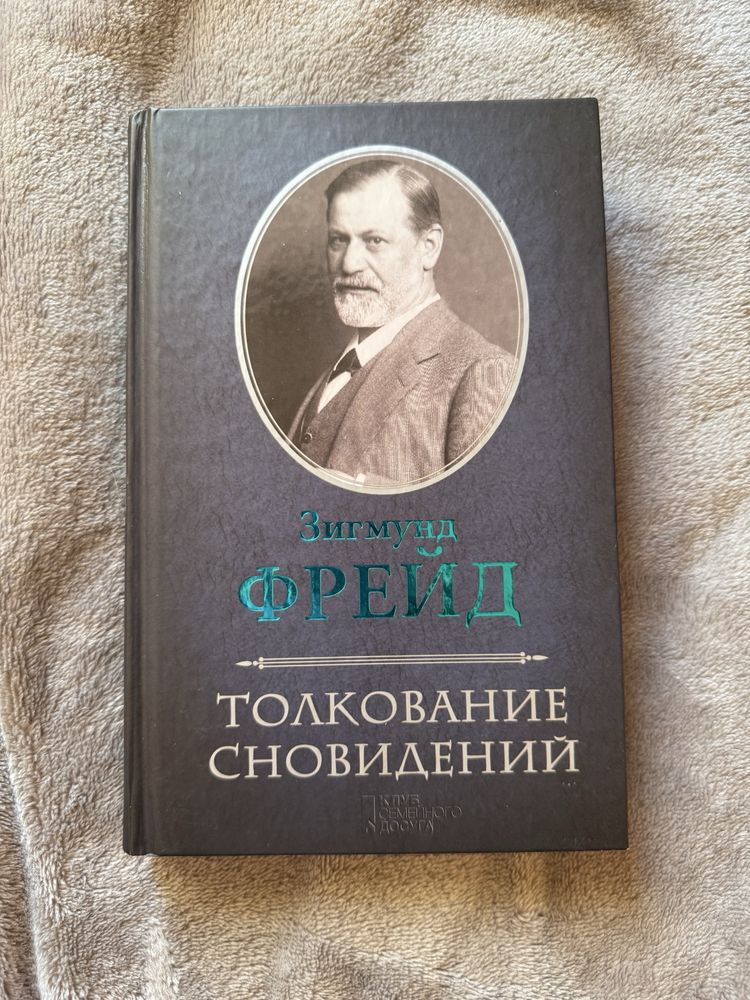 Зигмунд
ФРЕЙД
ТОЛКОВАНИЕ
СНОВИДЕНИЙ
КЛУБ
СЕМЕЙНОГО
ДОСУГА